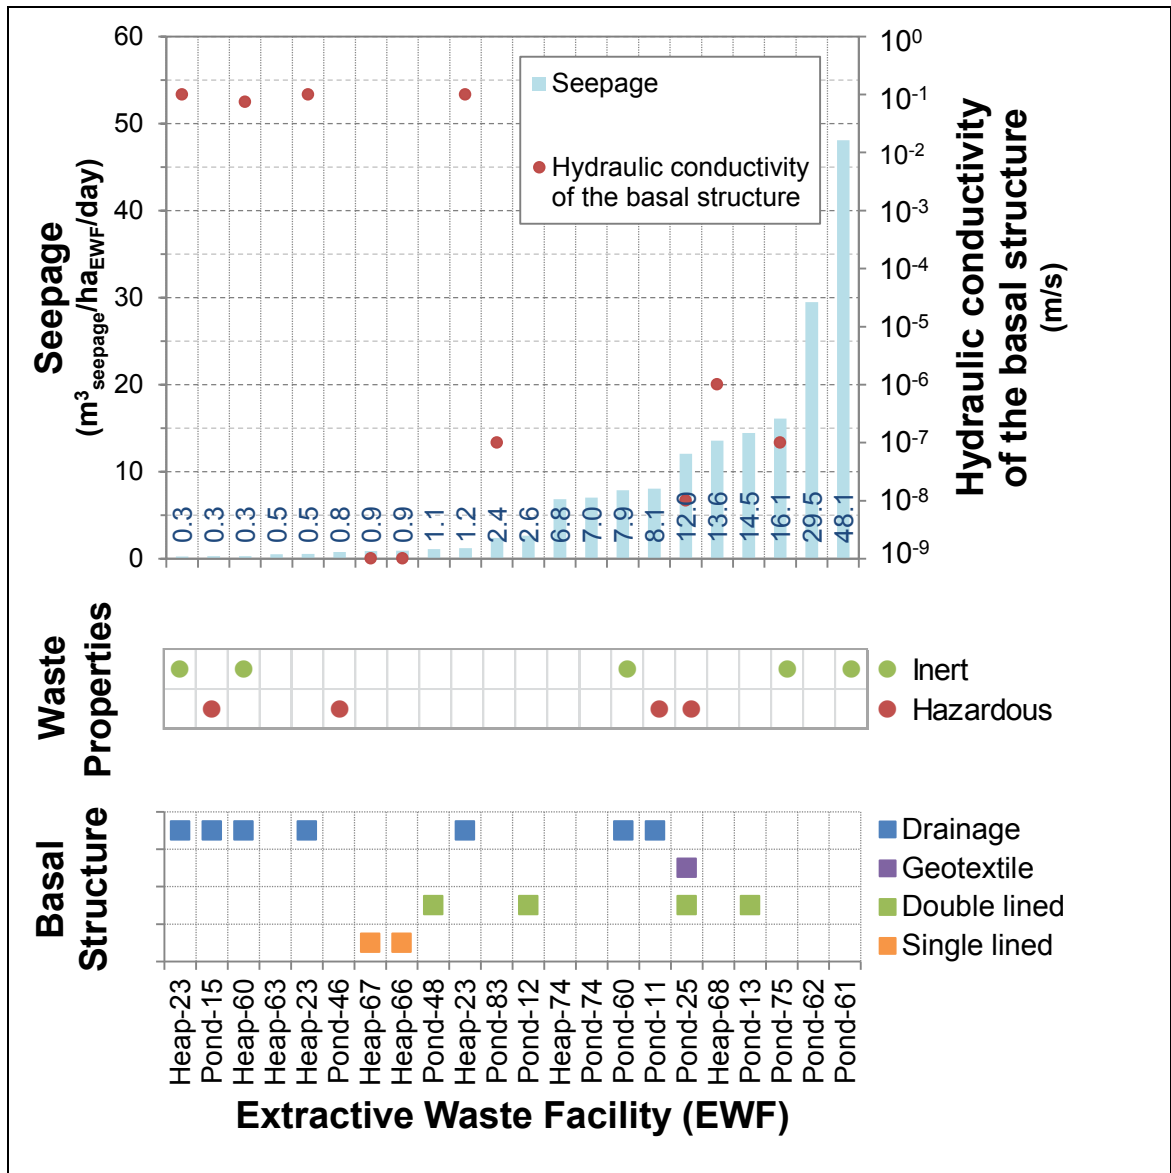 60
50
40
30
20
10
0
Seepage
(m³ seepage/haEWF/day)
10⁰
10⁻¹
10⁻²
10⁻³
10⁻⁴
10⁻⁵
10⁻⁶
10⁻⁷
10⁻⁸
10⁻⁹
Hydraulic conductivity
of the basal structure
(m/s)
Seepage
Hydraulic conductivity
of the basal structure
0.3
0.3
0.3
0.5
0.5
0.8
0.9
0.9
1.1
1.2
2.4
2.6
6.8
7.0
7.9
8.1
12.0
13.6
14.5
16.1
29.5
48.1
Waste
Properties
Inert
Hazardous
Basal
Structure
Drainage
Geotextile
Double lined
Single lined
Heap-23
Pond-15
Heap-60
Heap-63
Heap-23
Pond-46
Heap-67
Heap-66
Pond-48
Heap-23
Pond-83
Pond-12
Heap-74
Pond-74
Pond-60
Pond-11
Pond-25
Heap-68
Pond-13
Pond-75
Pond-62
Pond-61
Extractive Waste Facility (EWF)